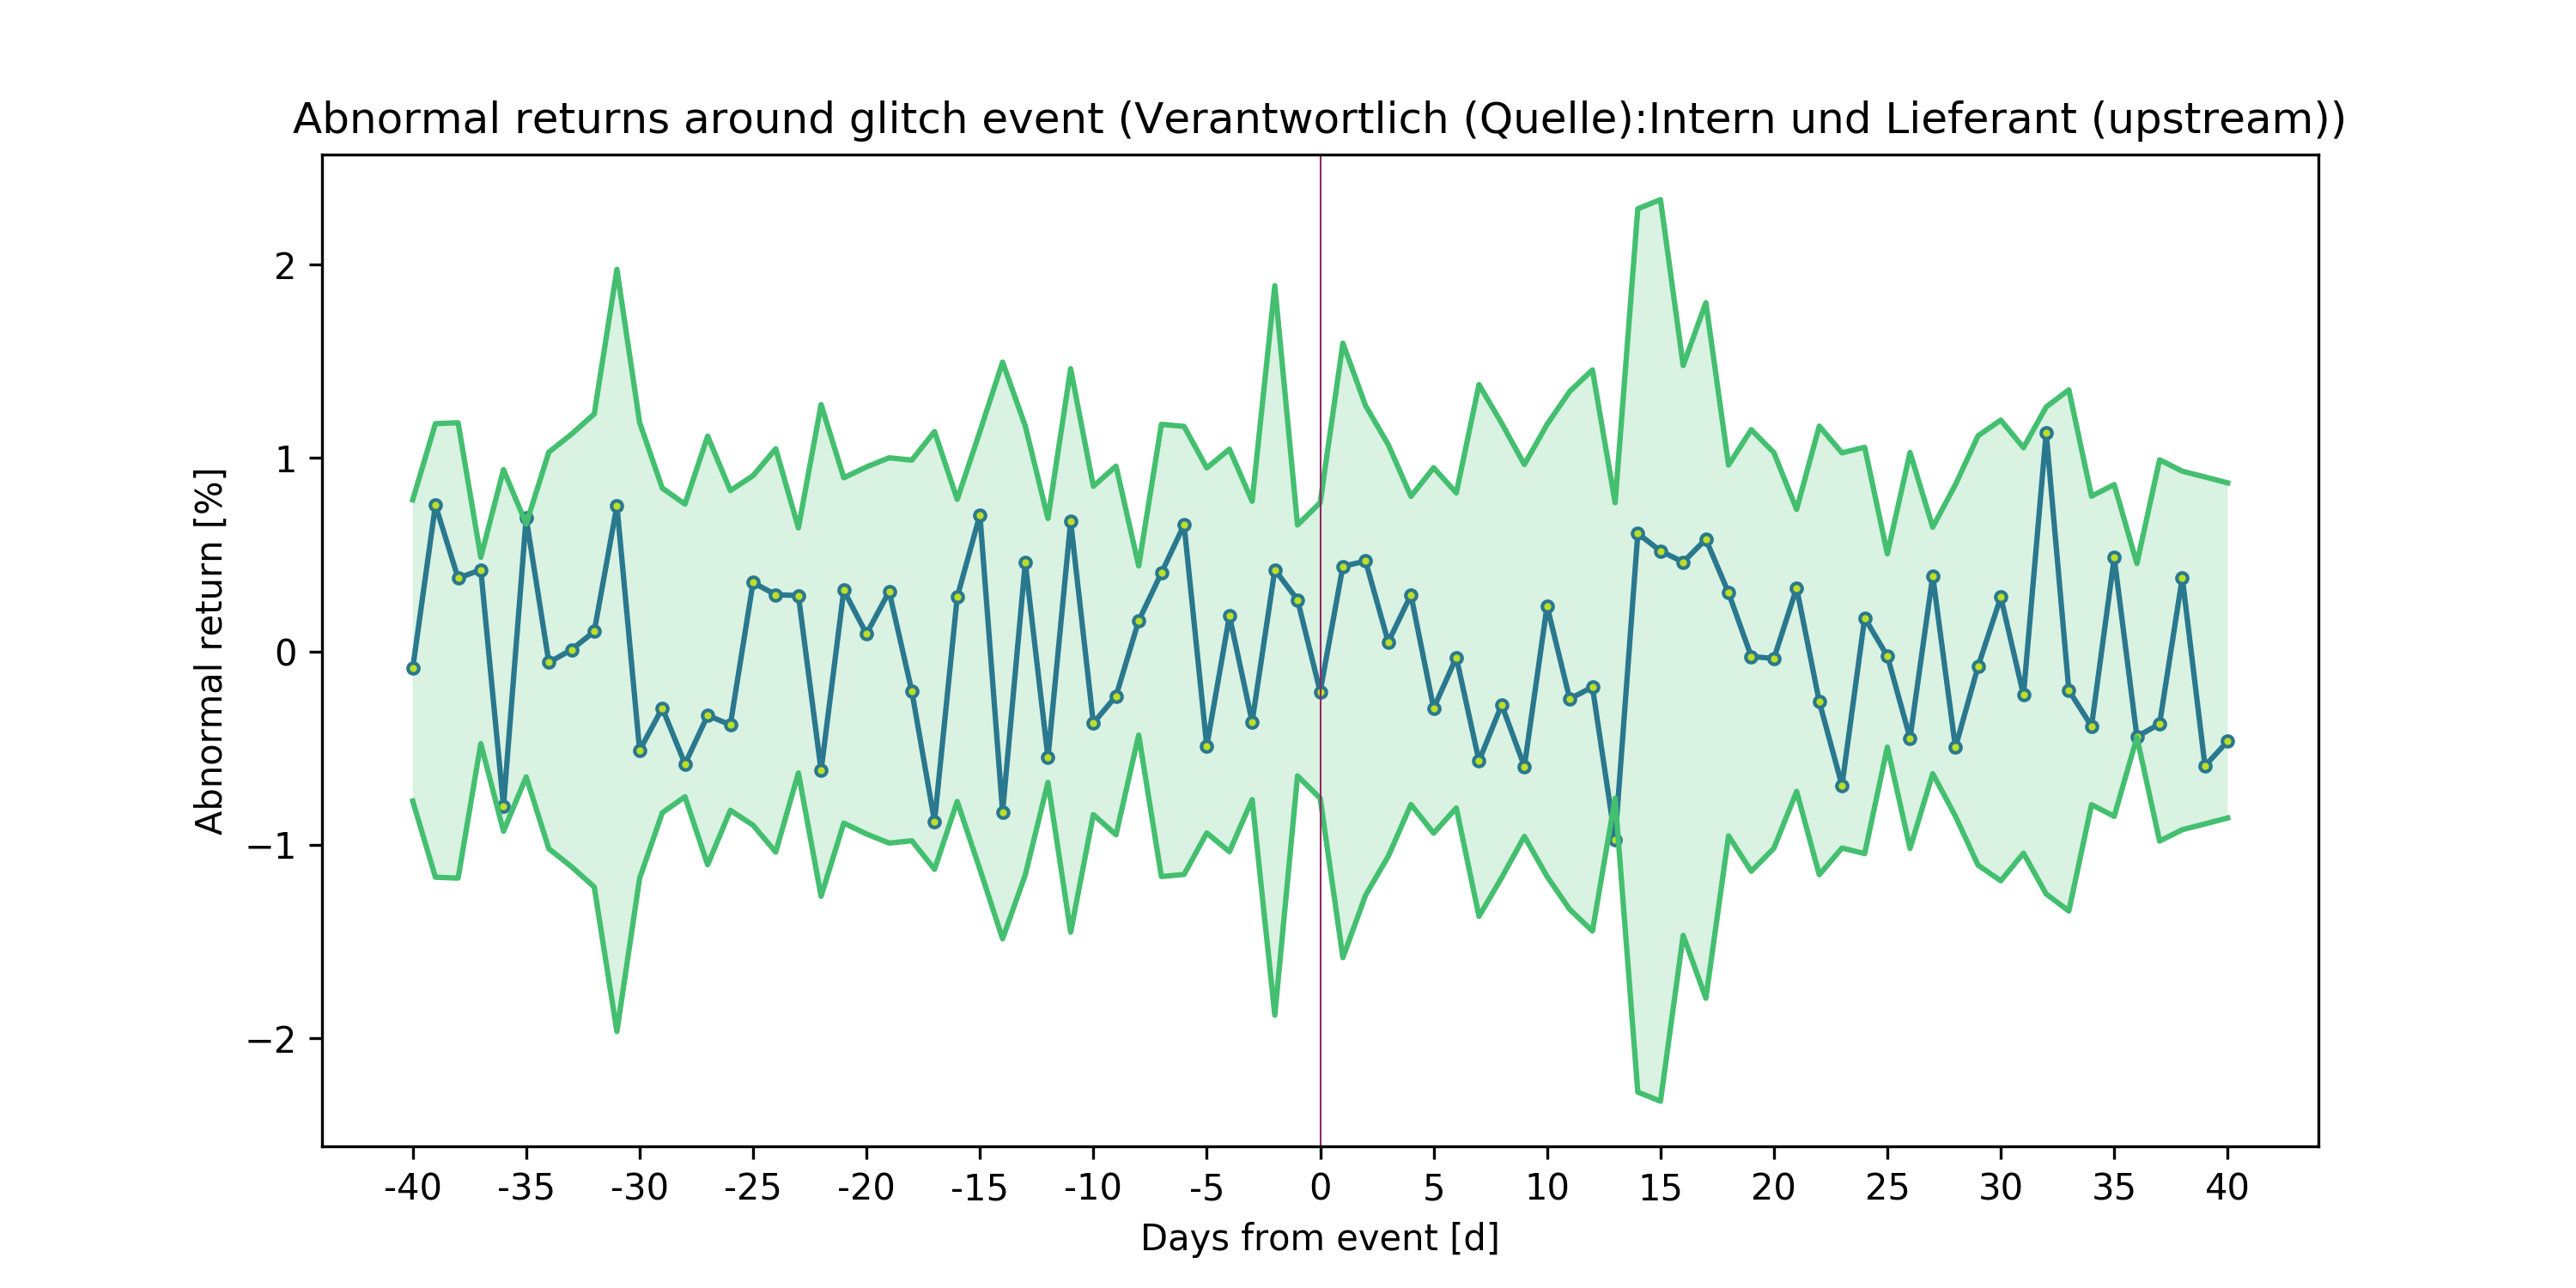 Abnormal returns around glitch event (Verantwortlich (Quelle):Intern und Lieferant (upstream))
Abnormal return [%]
2
1
0
−1
−2
-40 -35 -30 -25 -20 -15 -10 -5 0 5 10 15 20 25 30 35 40
Days from event [d]